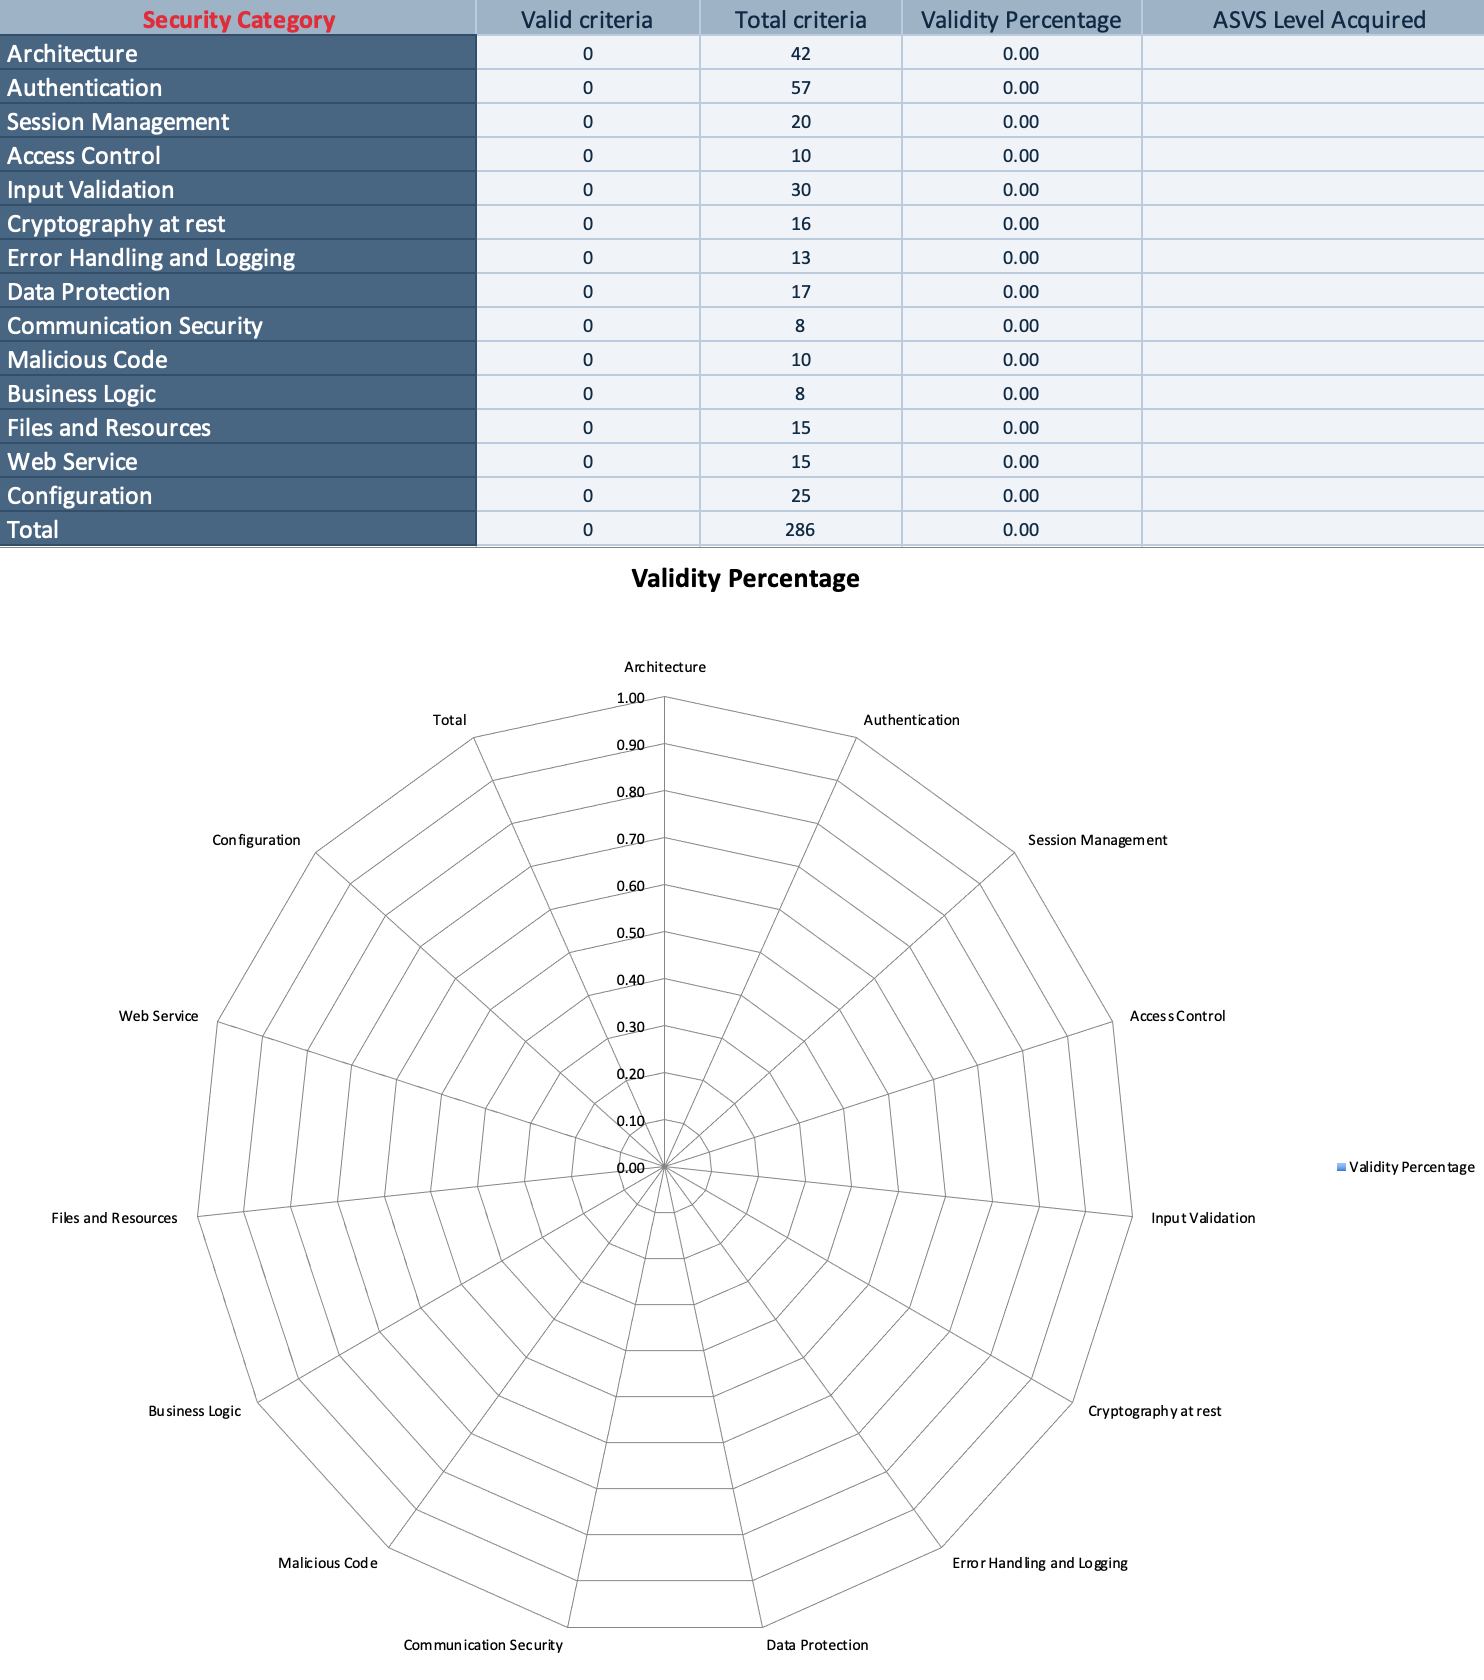 Security Category Valid criteria Total criteria Validity Percentage ASVS Level Acquired
Architecture 0 42 0.00
Authentication 0 57 0.00
Session Management 0 20 0.00
Access Control 0 10 0.00
Input Validation 0 30 0.00
Cryptography at rest 0 16 0.00
Error Handling and Logging 0 13 0.00
Data Protection 0 17 0.00
Communication Security 0 8 0.00
Malicious Code 0 10 0.00
Business Logic 0 8 0.00
Files and Resources 0 15 0.00
Web Service 0 15 0.00
Configuration 0 25 0.00
Total 0 286 0.00
Validity Percentage
Architecture
1.00
Total
Authentication
0.90
0.80
Configuration
0.70
Session Management
0.60
0.50
0.40
Web Service
0.30
Access Control
0.20
0.10
0.00
Validity Percentage
Files and Resources
Input Validation
Business Logic
Cryptography at rest
Malicious Code
Error Handling and Logging
Communication Security
Data Protection